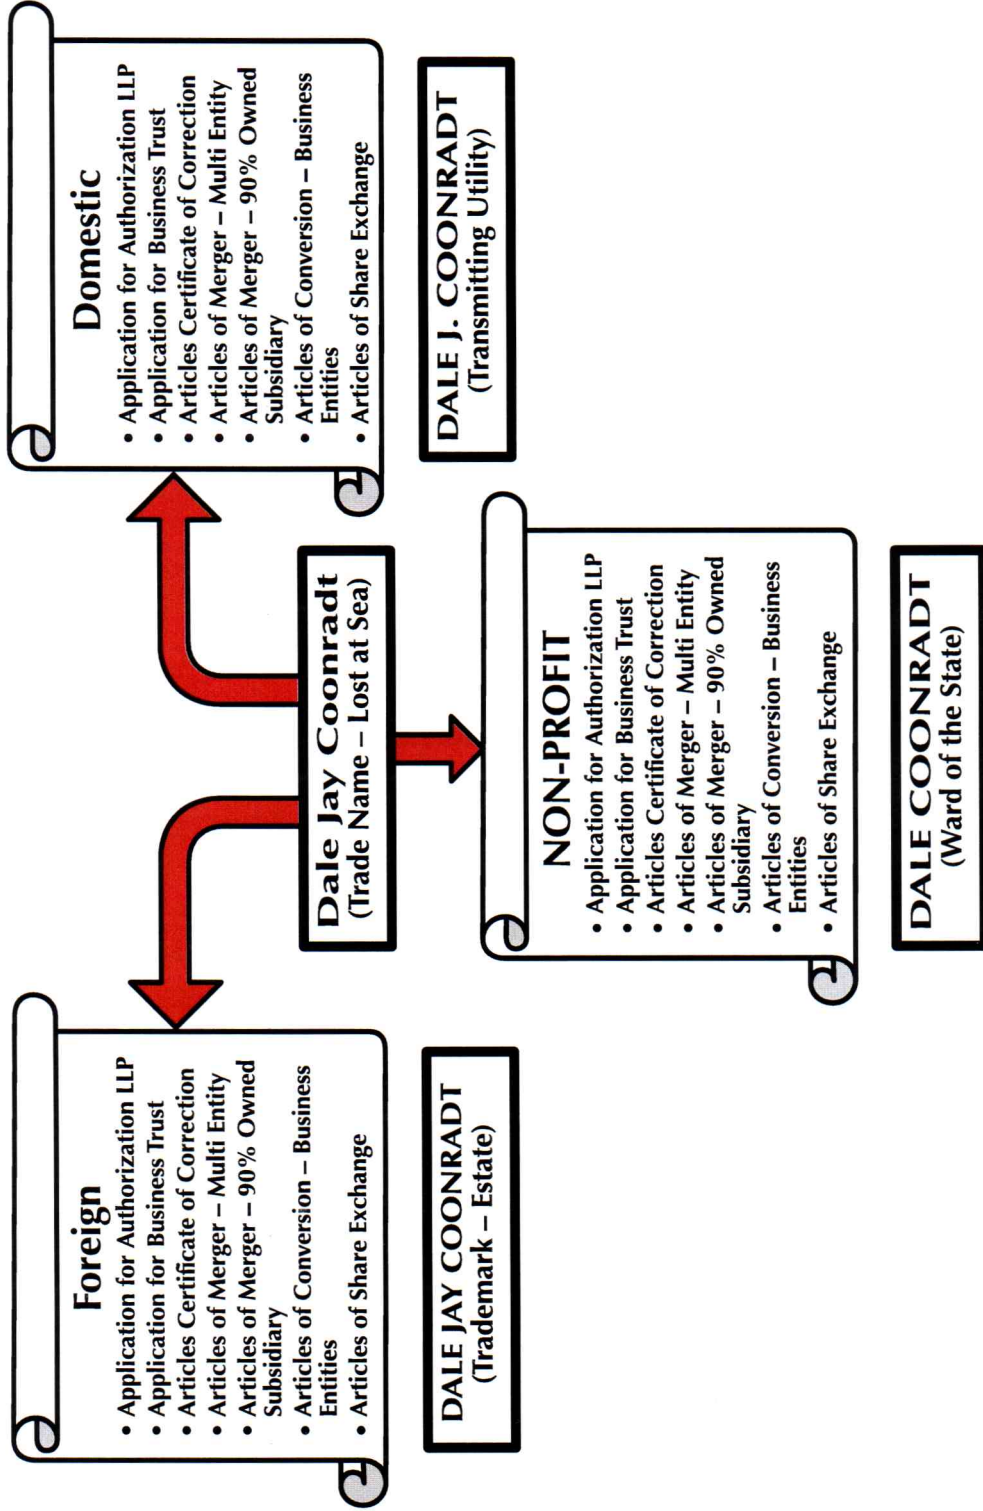 Foreign
• Application for Authorization LLP
• Application for Business Trust
• Articles Certificate of Correction
• Articles of Merger – Multi Entity
• Articles of Merger – 90% Owned
Subsidiary
• Articles of Conversion – Business
Entities
• Articles of Share Exchange
DALE JAY COONRADT
(Trademark – Estate)
Dale Jay Coonradt
(Trade Name – Lost at Sea)
NON-PROFIT
• Application for Authorization LLP
• Application for Business Trust
• Articles Certificate of Correction
• Articles of Merger – Multi Entity
• Articles of Merger – 90% Owned
Subsidiary
• Articles of Conversion – Business
Entities
• Articles of Share Exchange
DALE COONRADT
(Ward of the State)
Domestic
• Application for Authorization LLP
• Application for Business Trust
• Articles Certificate of Correction
• Articles of Merger – Multi Entity
• Articles of Merger – 90% Owned
Subsidiary
• Articles of Conversion – Business
Entities
• Articles of Share Exchange
DALE J. COONRADT
(Transmitting Utility)